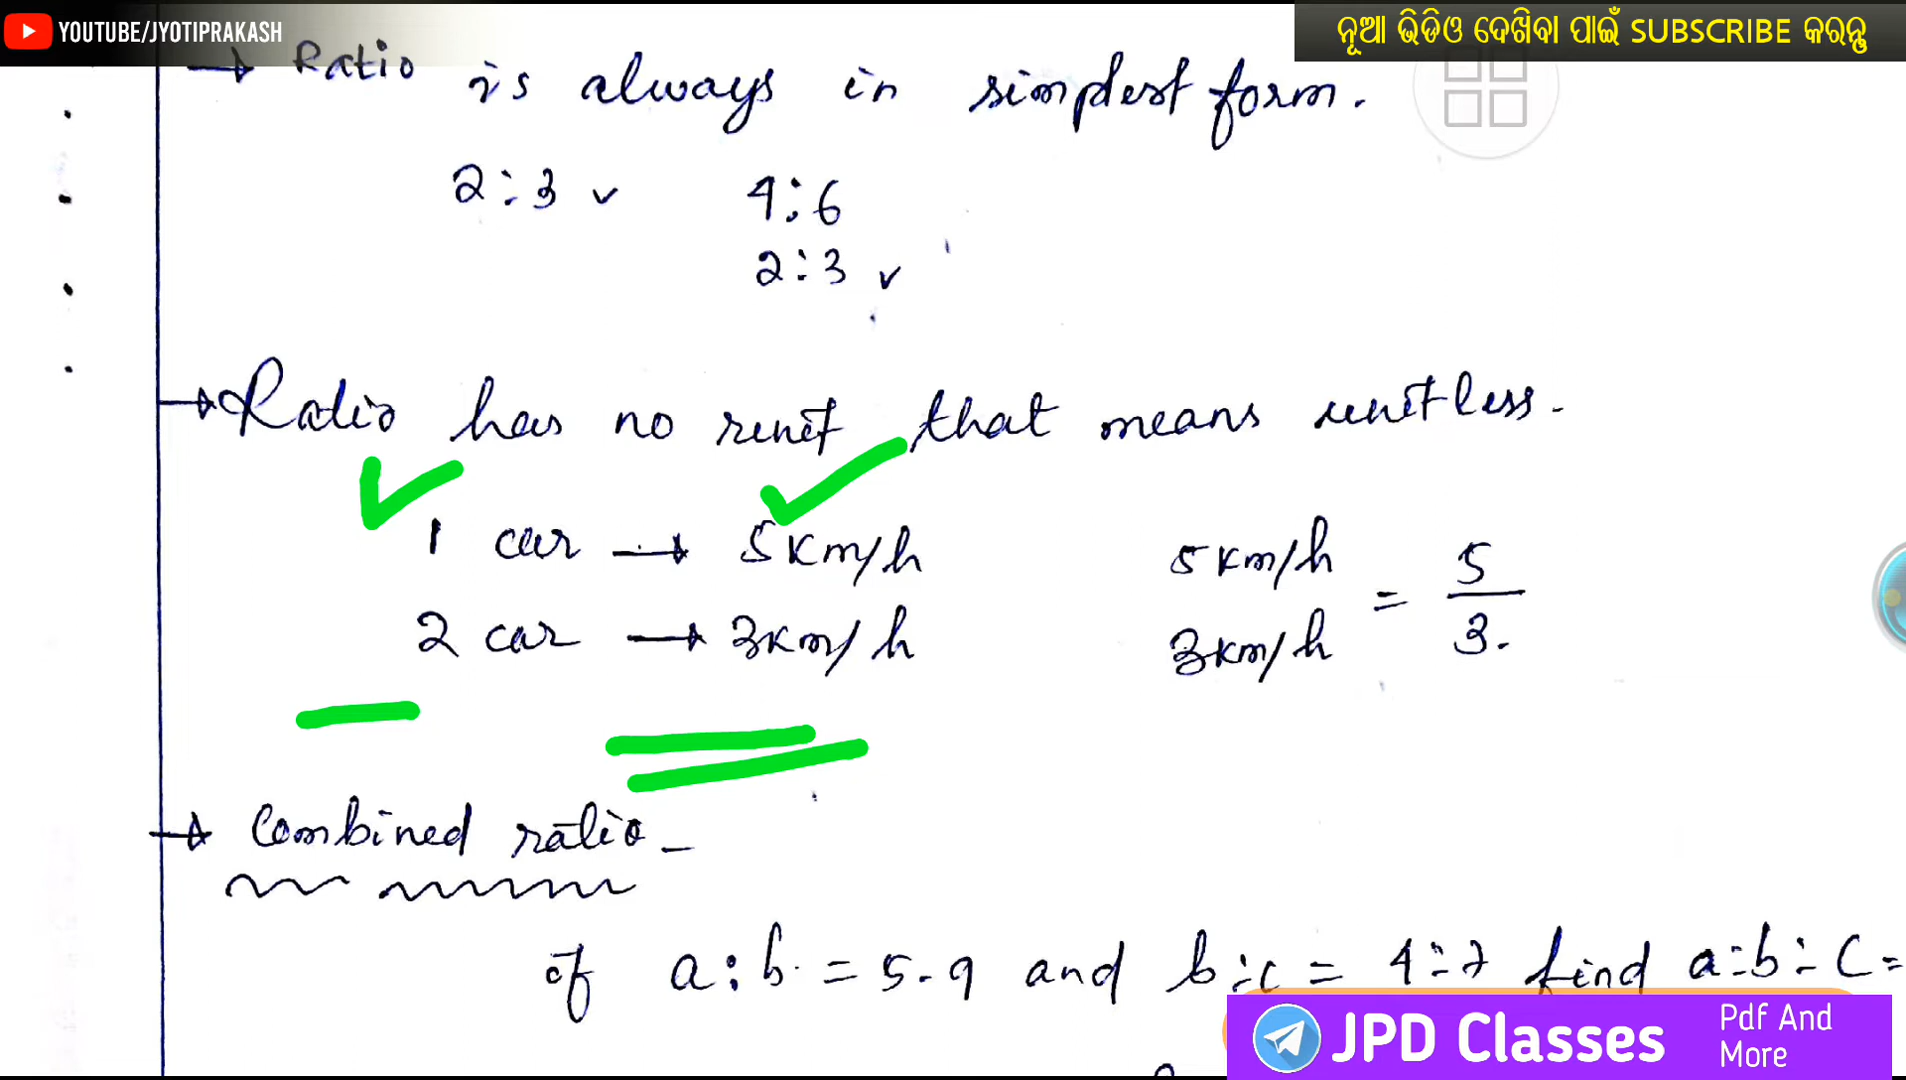 YOUTUBE/JYOTIPRAKASH
ନୂଆ ଭିଡିଓ ଦେଖିବା ପାଇଁ SUBSCRIBE କରନ୍ତୁ
→ Ratio is always in simplest form.
2:3 ✓ 4:6
2:3 ✓
→ Ratio has no unit that means unitless.
1 car → 5km/h
2 car → 3km/h
5km/h / 3km/h = 5/3.
→ Combined ratio –
If a:b = 5:9 and b:c = 4:7 find a:b:c =
JPD Classes
Pdf And
More